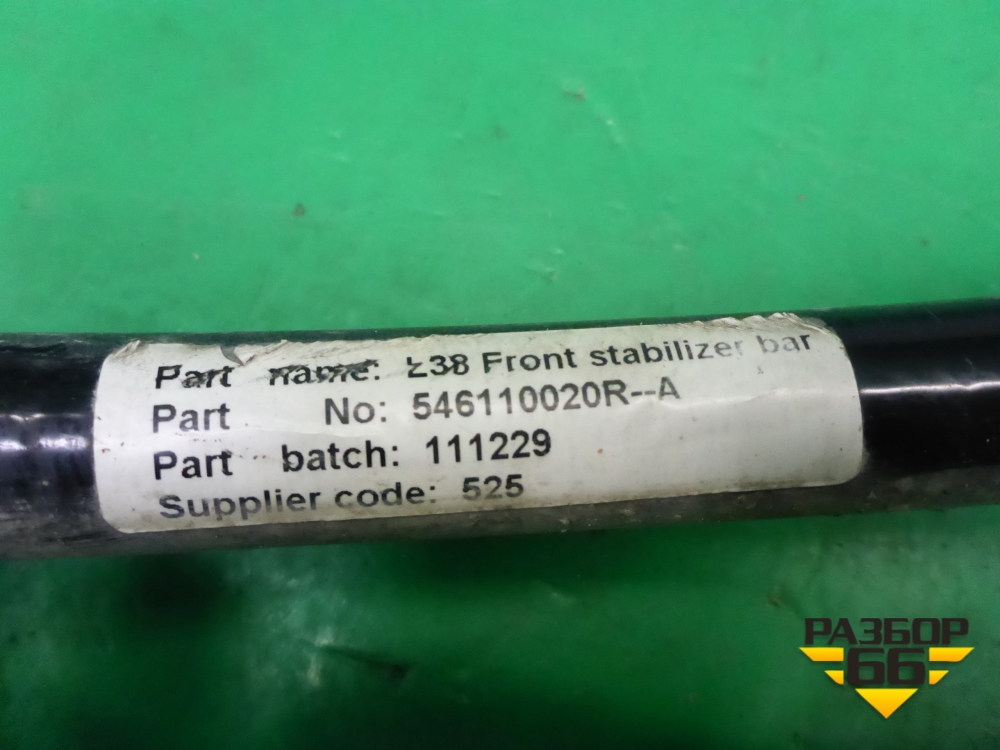 Part name: L38 Front stabilizer bar
Part No: 546110020R--A
Part batch: 111229
Supplier code: 525
РАЗБОР
66